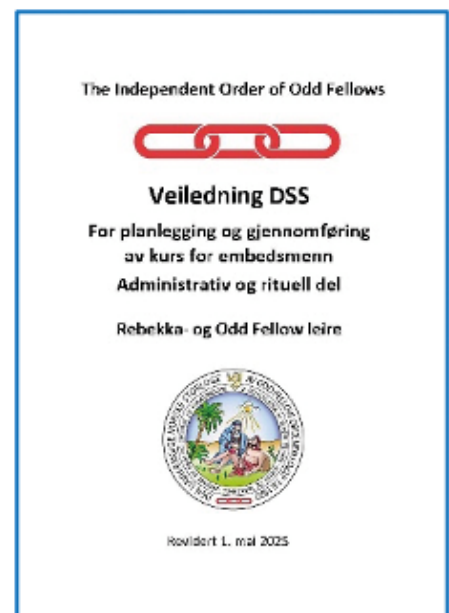 The Independent Order of Odd Fellows
Veiledning DSS
For planlegging og gjennomføring
av kurs for embedsmenn
Administrativ og rituell del
Rebekka- og Odd Fellow leire
Revidert 1. mai 2025